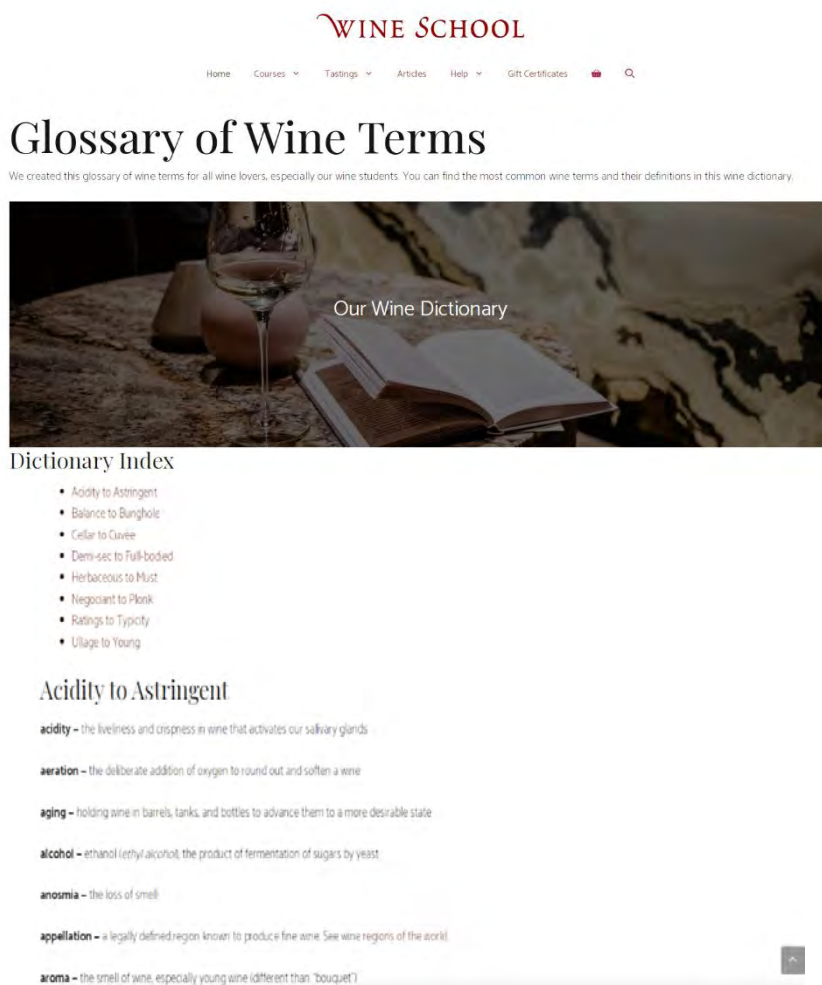 WINE SCHOOL
Home Courses Tastings Articles Help Gift Certificates
Glossary of Wine Terms
We created this glossary of wine terms for all wine lovers, especially our wine students. You can find the most common wine terms and their definitions in this wine dictionary.
Our Wine Dictionary
Dictionary Index
• Acidity to Astringent
• Balance to Bunghole
• Cellar to Cuvee
• Demi-sec to Full-bodied
• Herbaceous to Must
• Negociant to Plonk
• Ratings to Typicity
• Ullage to Young
Acidity to Astringent
acidity – the liveliness and crispness in wine that activates our salivary glands
aeration – the deliberate addition of oxygen to round out and soften a wine
aging – holding wine in barrels, tanks, and bottles to advance them to a more desirable state
alcohol – ethanol (ethyl alcohol), the product of fermentation of sugars by yeast
anosmia – the loss of smell
appellation – a legally defined region known to produce fine wine. See wine regions of the world.
aroma – the smell of wine, especially young wine (different than "bouquet")